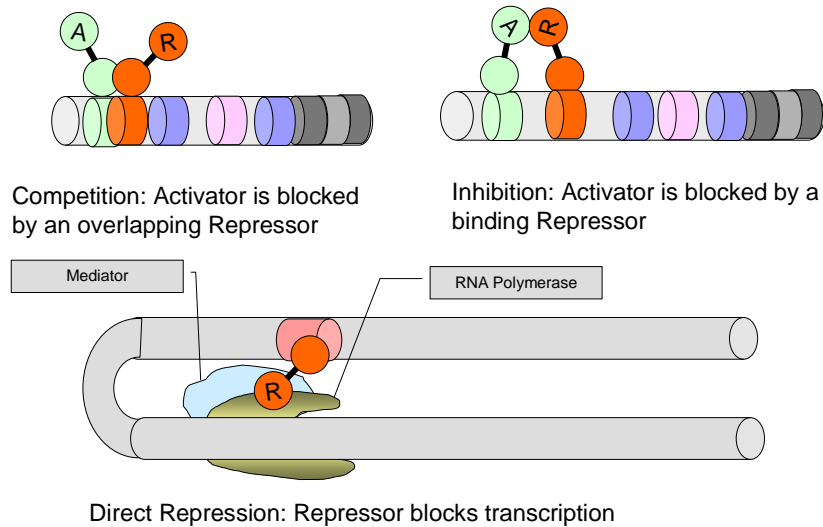 A
R
A
R
Competition: Activator is blocked
by an overlapping Repressor
Inhibition: Activator is blocked by a
binding Repressor
Mediator
RNA Polymerase
R
Direct Repression: Repressor blocks transcription